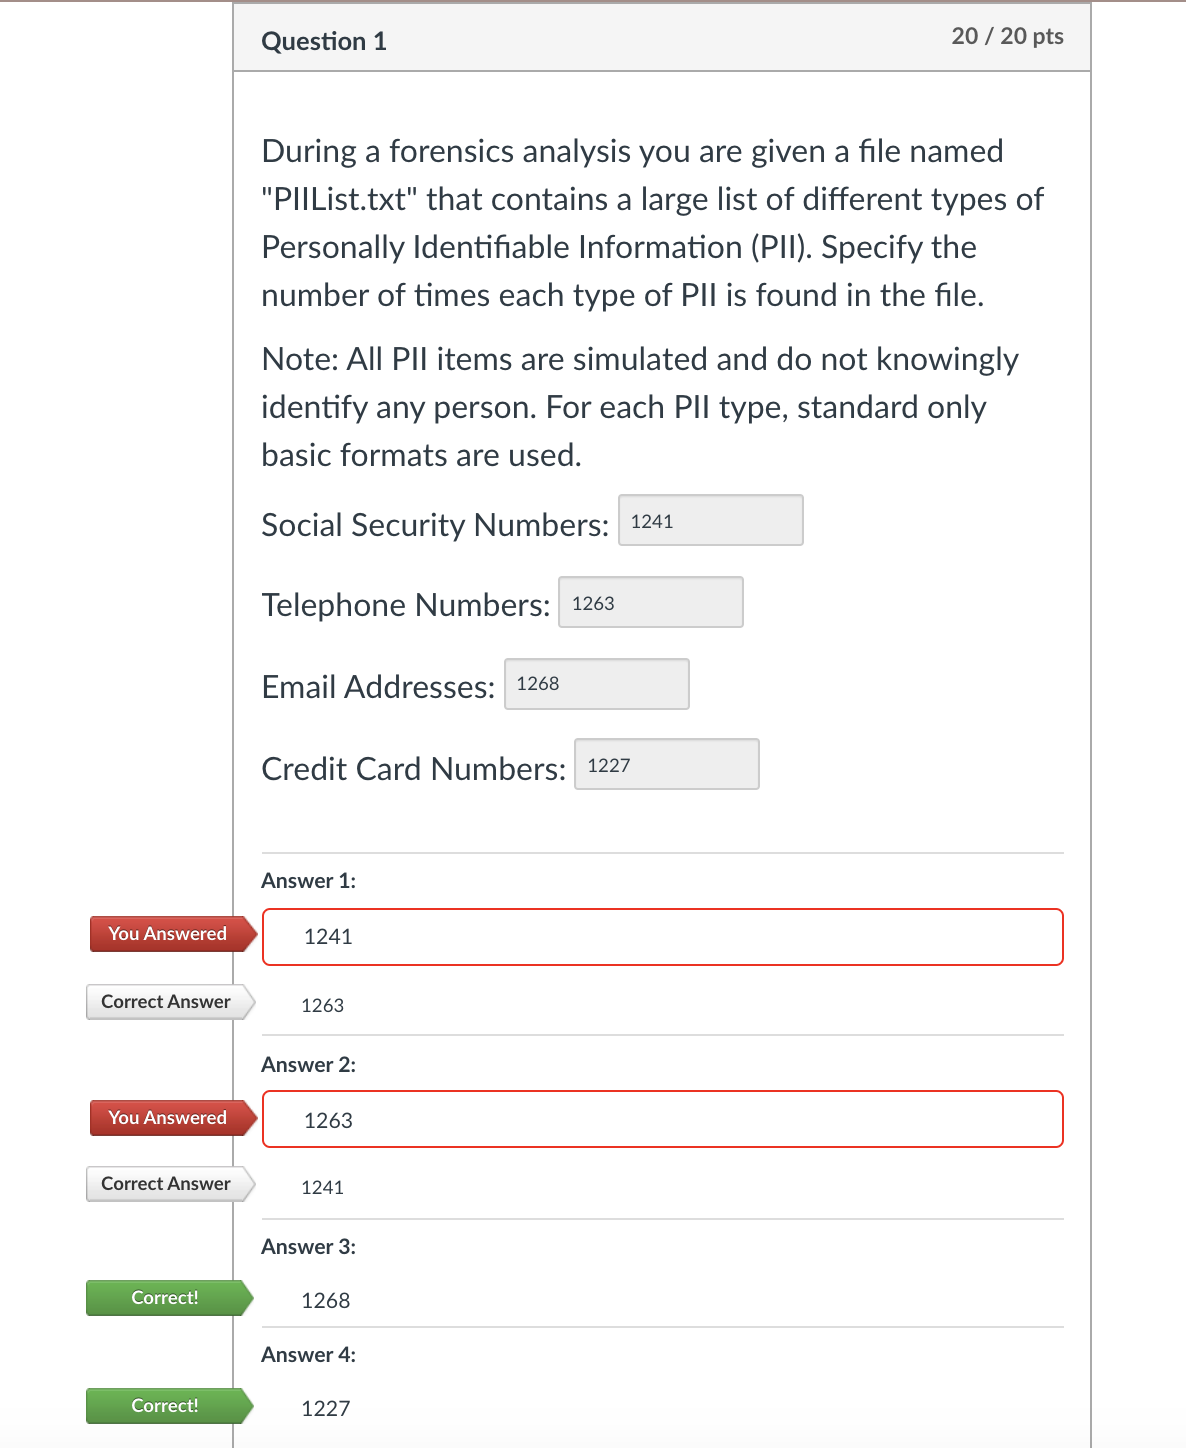 Question 1
20 / 20 pts
During a forensics analysis you are given a file named
"PIIList.txt" that contains a large list of different types of
Personally Identifiable Information (PII). Specify the
number of times each type of PII is found in the file.
Note: All PII items are simulated and do not knowingly
identify any person. For each PII type, standard only
basic formats are used.
Social Security Numbers: 1241
Telephone Numbers: 1263
Email Addresses: 1268
Credit Card Numbers: 1227
Answer 1:
You Answered 1241
Correct Answer 1263
Answer 2:
You Answered 1263
Correct Answer 1241
Answer 3:
Correct! 1268
Answer 4:
Correct! 1227